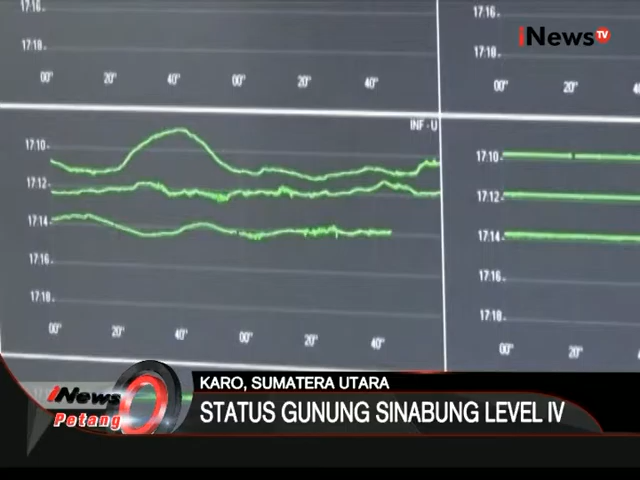 17:16
17:18
00" 20" 40" 00" 20" 40"
17:16
17:18
00" 20"
iNews TV
INF - U
17:10
17:12
17:14
17:16
17:18
00" 20" 40" 00" 20" 40"
17:10
17:12
17:14
17:16
17:18
00" 20"
iNews
Petang
KARO, SUMATERA UTARA
STATUS GUNUNG SINABUNG LEVEL IV